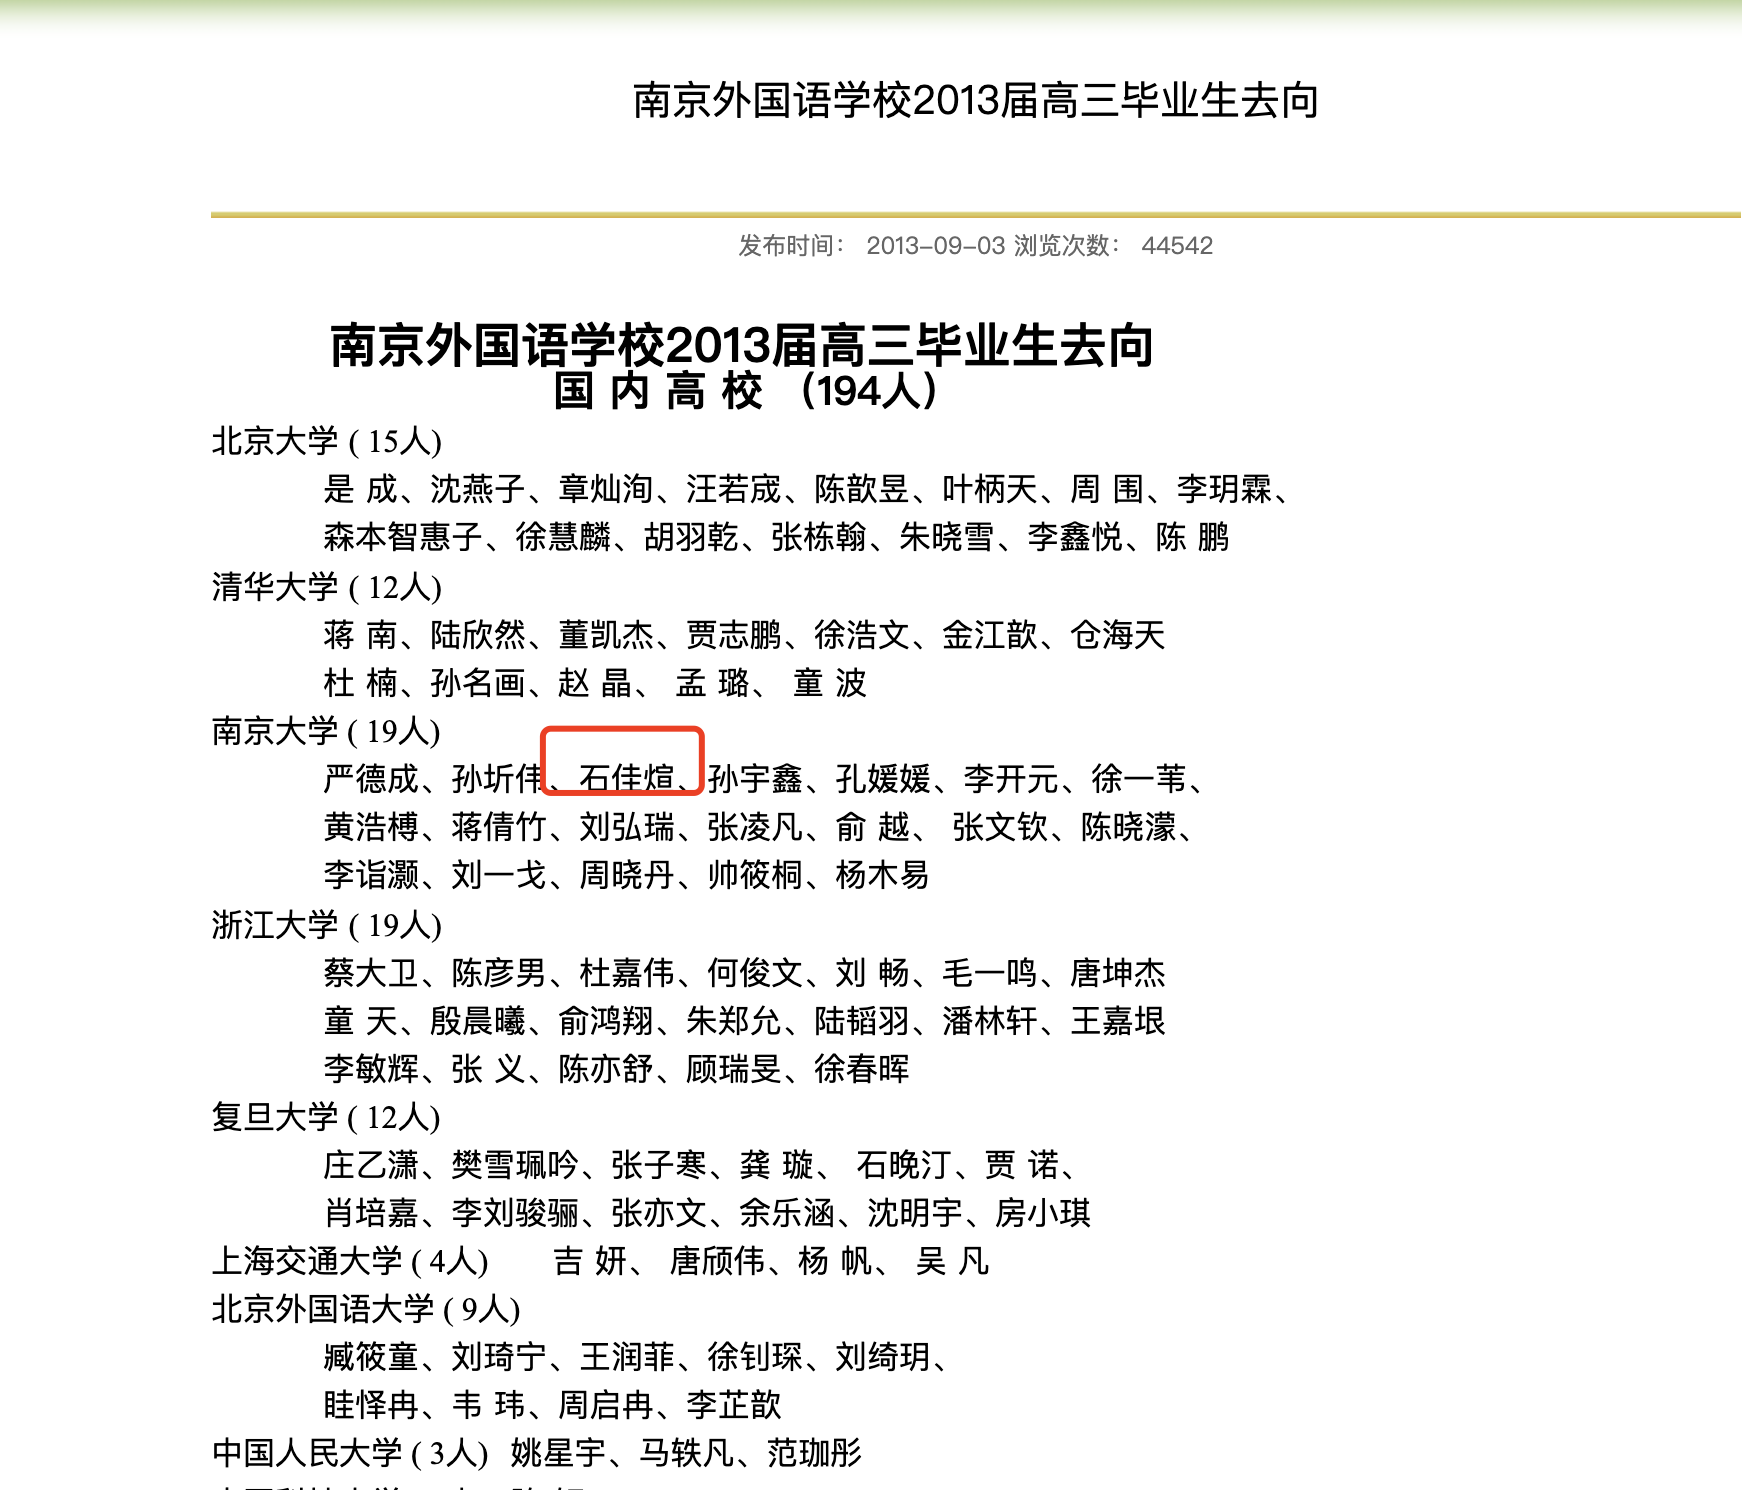 南京外国语学校2013届高三毕业生去向
发布时间： 2013-09-03 浏览次数： 44542
南京外国语学校2013届高三毕业生去向
国 内 高 校 （194人）
北京大学 ( 15人)
是 成、沈燕子、章灿洵、汪若宬、陈歆昱、叶柄天、周 围、李玥霖、
森本智惠子、徐慧麟、胡羽乾、张栋翰、朱晓雪、李鑫悦、陈 鹏
清华大学 ( 12人)
蒋 南、陆欣然、董凯杰、贾志鹏、徐浩文、金江歆、仓海天
杜 楠、孙名画、赵 晶、 孟 璐、 童 波
南京大学 ( 19人)
严德成、孙圻伟、石佳煊、孙宇鑫、孔媛媛、李开元、徐一苇、
黄浩榑、蒋倩竹、刘弘瑞、张凌凡、俞 越、 张文钦、陈晓濛、
李诣灏、刘一戈、周晓丹、帅筱桐、杨木易
浙江大学 ( 19人)
蔡大卫、陈彦男、杜嘉伟、何俊文、刘 畅、毛一鸣、唐坤杰
童 天、殷晨曦、俞鸿翔、朱郑允、陆韬羽、潘林轩、王嘉垠
李敏辉、张 义、陈亦舒、顾瑞旻、徐春晖
复旦大学 ( 12人)
庄乙潇、樊雪珮吟、张子寒、龚 璇、 石晚汀、贾 诺、
肖培嘉、李刘骏骊、张亦文、余乐涵、沈明宇、房小琪
上海交通大学 ( 4人) 吉 妍、 唐颀伟、杨 帆、 吴 凡
北京外国语大学 ( 9人)
臧筱童、刘琦宁、王润菲、徐钊琛、刘绮玥、
眭怿冉、韦 玮、周启冉、李芷歆
中国人民大学 ( 3人) 姚星宇、马轶凡、范珈彤